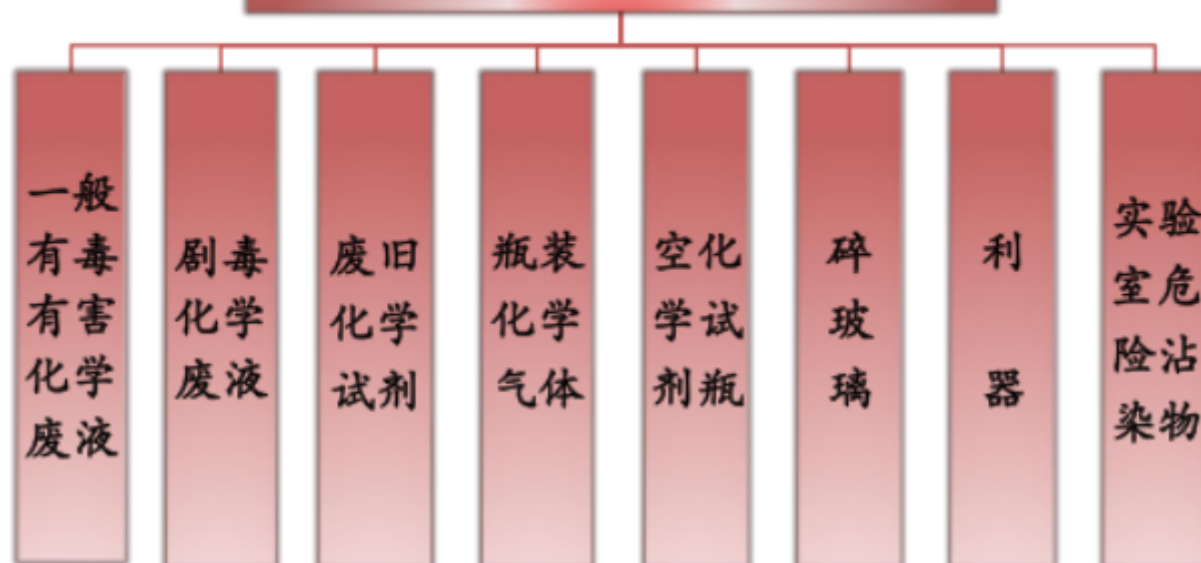 一般
有毒
有害
化学
废液
剧毒
化学
废液
废旧
化学
试剂
瓶装
化学
气体
空化
学试
剂瓶
碎
玻
璃
利
器
实验
室危
险沾
染物